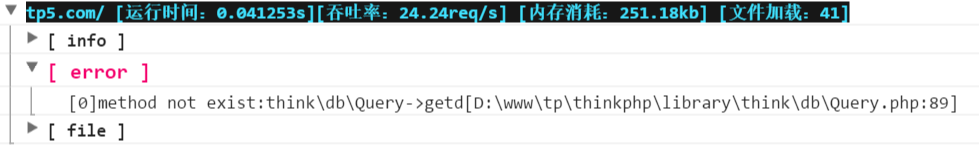 tp5.com/ [运行时间：0.041253s][吞吐率：24.24req/s] [内存消耗：251.18kb] [文件加载：41]
[ info ]
[ error ]
[0]method not exist:think\db\Query->getd[D:\www\tp\thinkphp\library\think\db\Query.php:89]
[ file ]